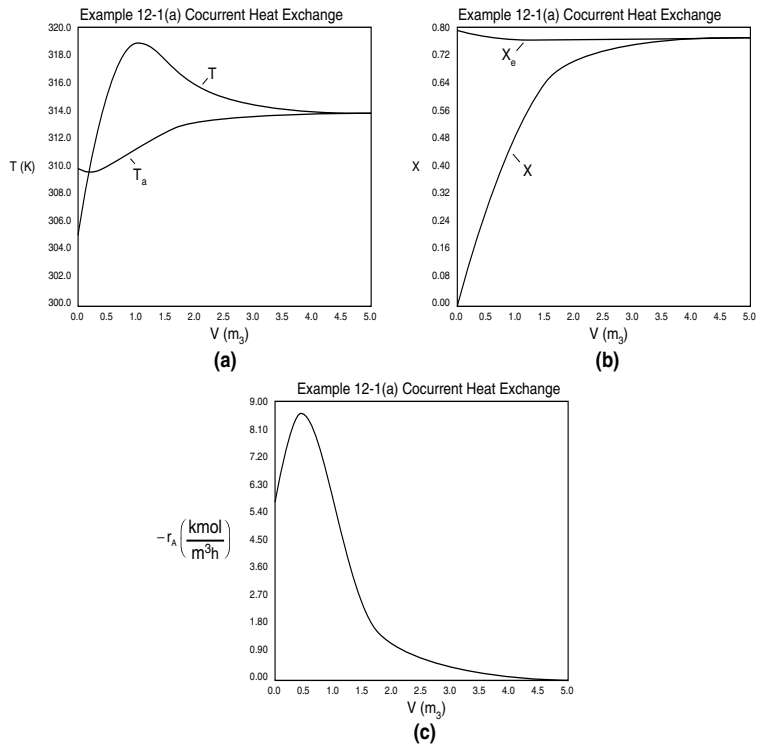 Example 12-1(a) Cocurrent Heat Exchange
320.0
318.0
316.0
314.0
312.0
310.0
308.0
306.0
304.0
302.0
300.0
T (K)
T
Ta
0.0 0.5 1.0 1.5 2.0 2.5 3.0 3.5 4.0 4.5 5.0
V (m3)
(a)
Example 12-1(a) Cocurrent Heat Exchange
0.80
0.72
0.64
0.56
0.48
0.40
0.32
0.24
0.16
0.08
0.00
X
Xe
X
0.0 0.5 1.0 1.5 2.0 2.5 3.0 3.5 4.0 4.5 5.0
V (m3)
(b)
Example 12-1(a) Cocurrent Heat Exchange
9.00
8.10
7.20
6.30
5.40
4.50
3.60
2.70
1.80
0.90
0.00
−rA (kmol/m3h)
0.0 0.5 1.0 1.5 2.0 2.5 3.0 3.5 4.0 4.5 5.0
V (m3)
(c)